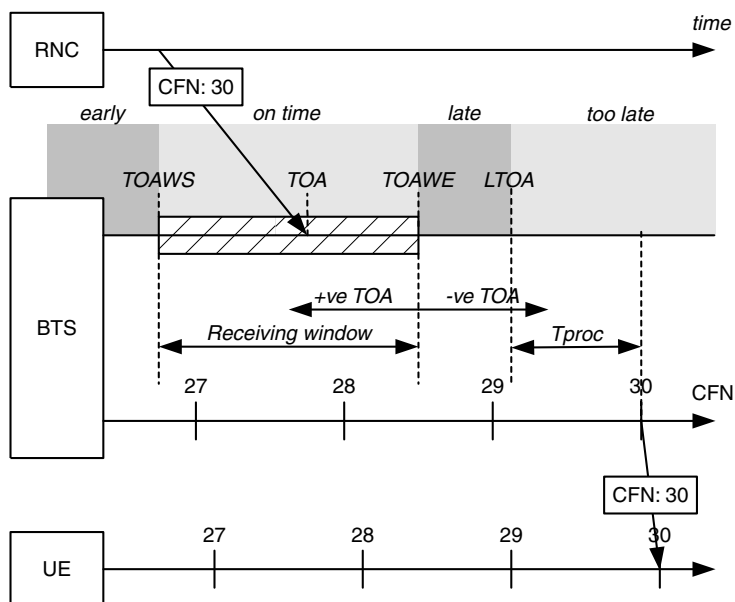 time
RNC
CFN: 30
early on time late too late
TOAWS TOA TOAWE LTOA
+ve TOA -ve TOA
BTS
Receiving window Tproc
27 28 29 30 CFN
CFN: 30
27 28 29 30
UE